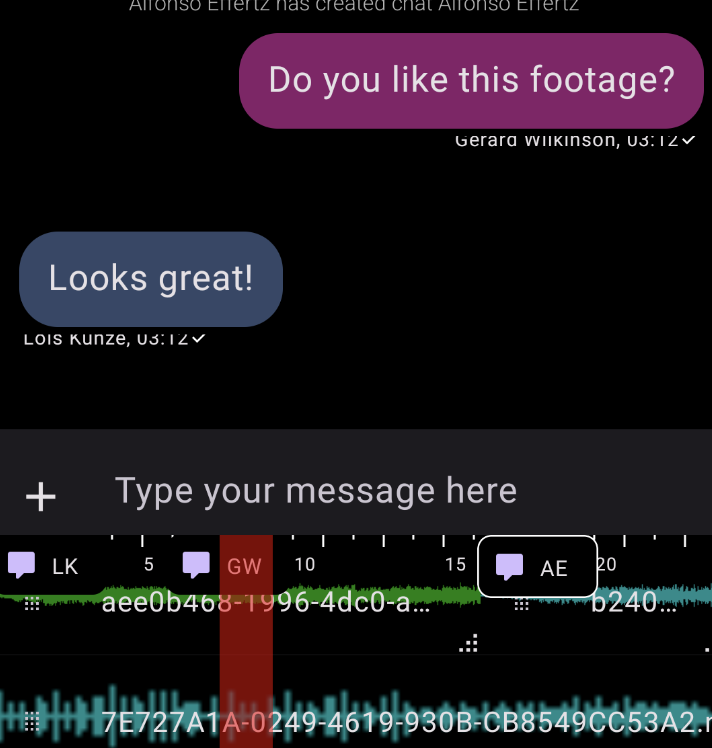 Alfonso Effertz has created chat Alfonso Effertz
Do you like this footage?
Gerard Wilkinson, 03:12
Looks great!
Lois Kunze, 03:12
Type your message here
LK 5 GW 10 15 AE 20
aee0b468-1996-4dc0-a... b240...
7E727A1A-0249-4619-930B-CB8549CC53A2.r